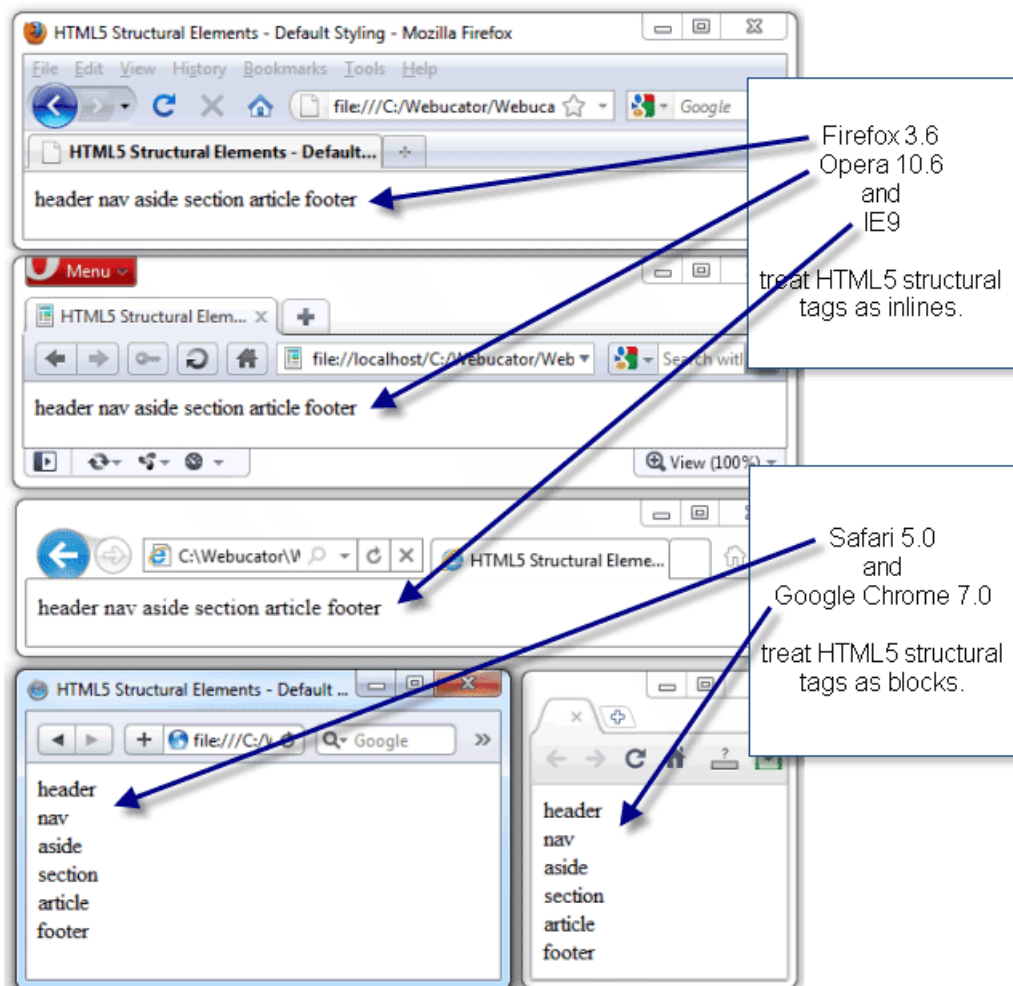 HTML5 Structural Elements - Default Styling - Mozilla Firefox
File Edit View History Bookmarks Tools Help
file:///C:/Webucator/Webuca
Google
HTML5 Structural Elements - Default...
header nav aside section article footer
Firefox 3.6
Opera 10.6
and
IE9
treat HTML5 structural
tags as inlines.
Menu
HTML5 Structural Elem...
file://localhost/C:/Webucator/Web
Search with
header nav aside section article footer
View (100%)
C:\Webucator\W
HTML5 Structural Eleme...
header nav aside section article footer
Safari 5.0
and
Google Chrome 7.0
treat HTML5 structural
tags as blocks.
HTML5 Structural Elements - Default ...
file:///C:/
Google
header
nav
aside
section
article
footer
?
header
nav
aside
section
article
footer